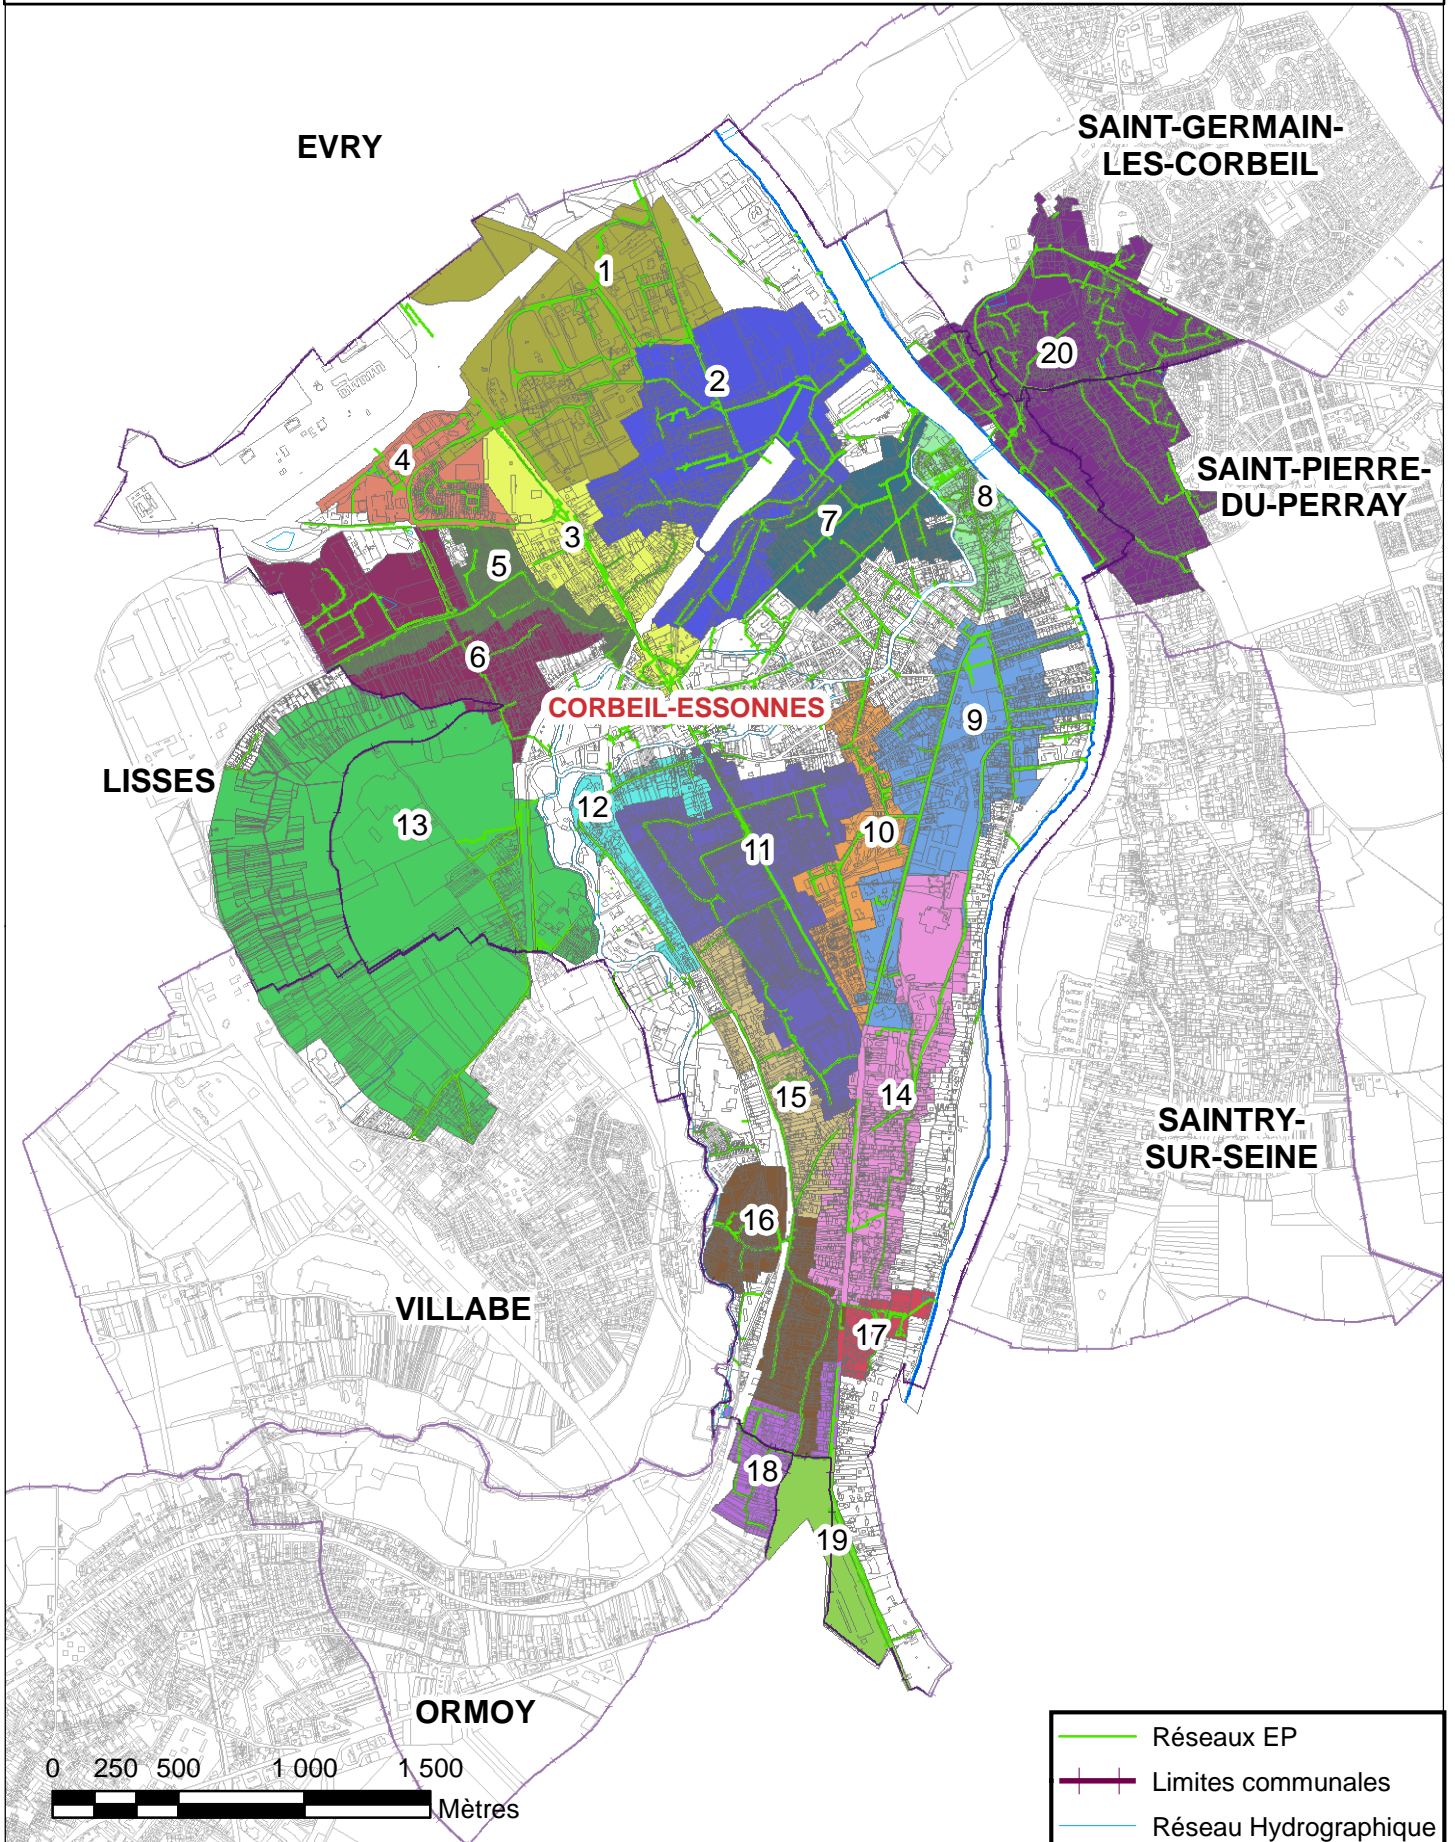 EVRY
SAINT-GERMAIN-
LES-CORBEIL
1
20
2
4
SAINT-PIERRE-
DU-PERRAY
8
7
3
5
6
CORBEIL-ESSONNES
9
LISSES
12
13
10
11
15
14
SAINTRY-
SUR-SEINE
16
VILLABE
17
18
19
ORMOY
0 250 500 1 000 1 500
Mètres
Réseaux EP
Limites communales
Réseau Hydrographique